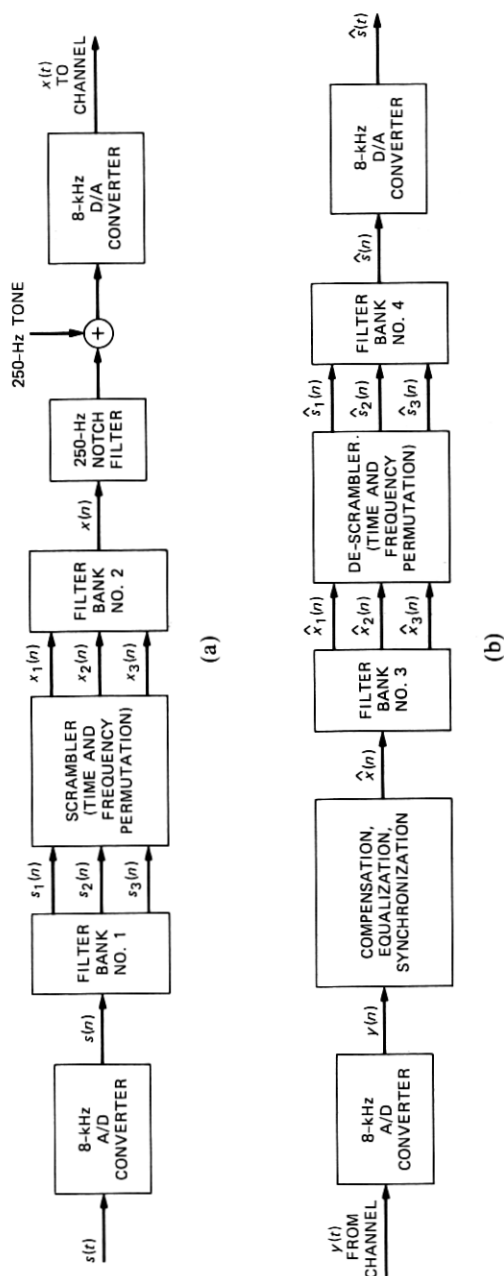 s(t)
8-kHz
A/D
CONVERTER
s(n)
FILTER
BANK
NO. 1
s₁(n)
s₂(n)
s₃(n)
SCRAMBLER
(TIME AND
FREQUENCY
PERMUTATION)
x₁(n)
x₂(n)
x₃(n)
FILTER
BANK
NO. 2
x(n)
250-Hz
NOTCH
FILTER
250-Hz TONE
+
8-kHz
D/A
CONVERTER
x(t)
TO
CHANNEL
(a)
y(t)
FROM
CHANNEL
8-kHz
A/D
CONVERTER
y(n)
COMPENSATION,
EQUALIZATION,
SYNCHRONIZATION
x̂(n)
FILTER
BANK
NO. 3
x̂₁(n)
x̂₂(n)
x̂₃(n)
DE-SCRAMBLER.
(TIME AND
FREQUENCY
PERMUTATION)
ŝ₁(n)
ŝ₂(n)
ŝ₃(n)
FILTER
BANK
NO. 4
ŝ(n)
8-kHz
D/A
CONVERTER
ŝ(t)
(b)